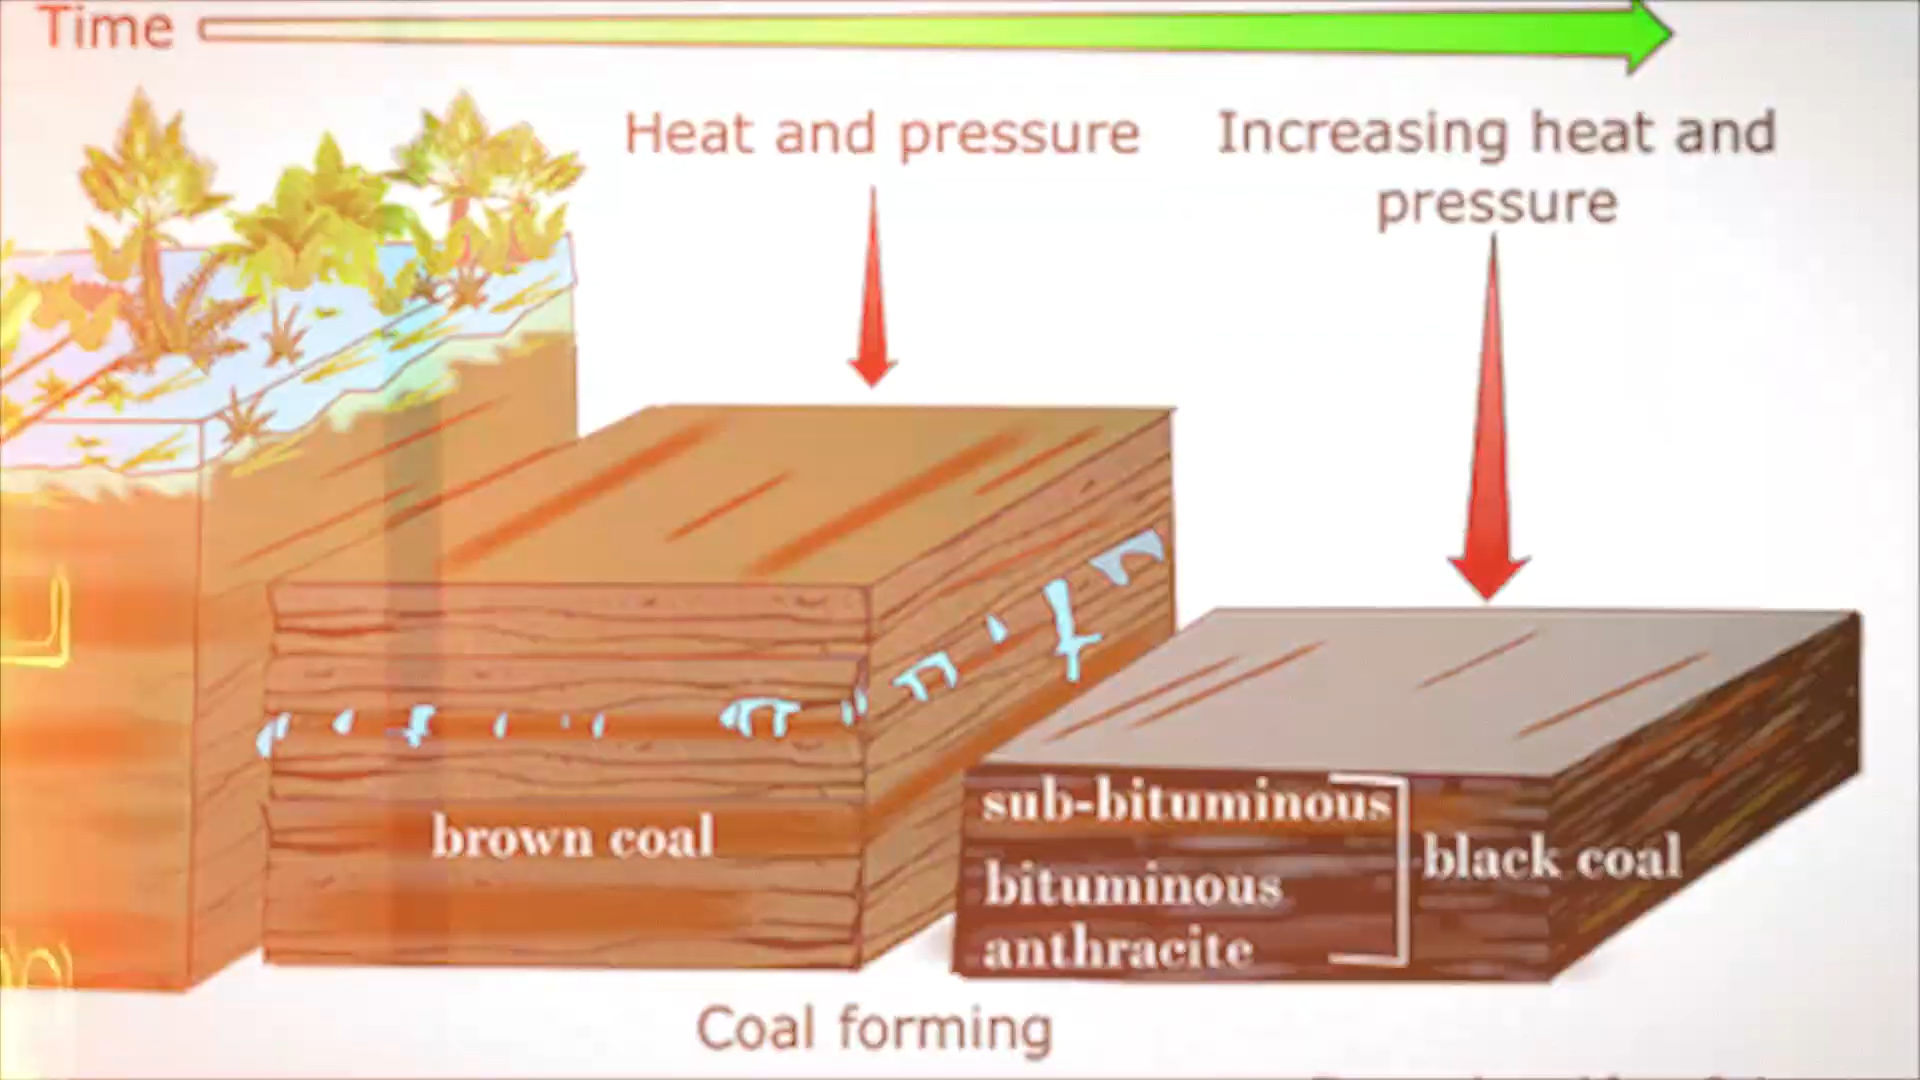 Time
Heat and pressure
Increasing heat and
pressure
brown coal
sub-bituminous
bituminous
anthracite
black coal
Coal forming